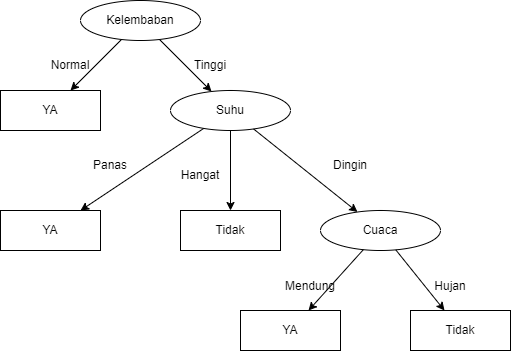 Kelembaban
Normal
Tinggi
YA
Suhu
Panas
Hangat
Dingin
YA
Tidak
Cuaca
Mendung
Hujan
YA
Tidak